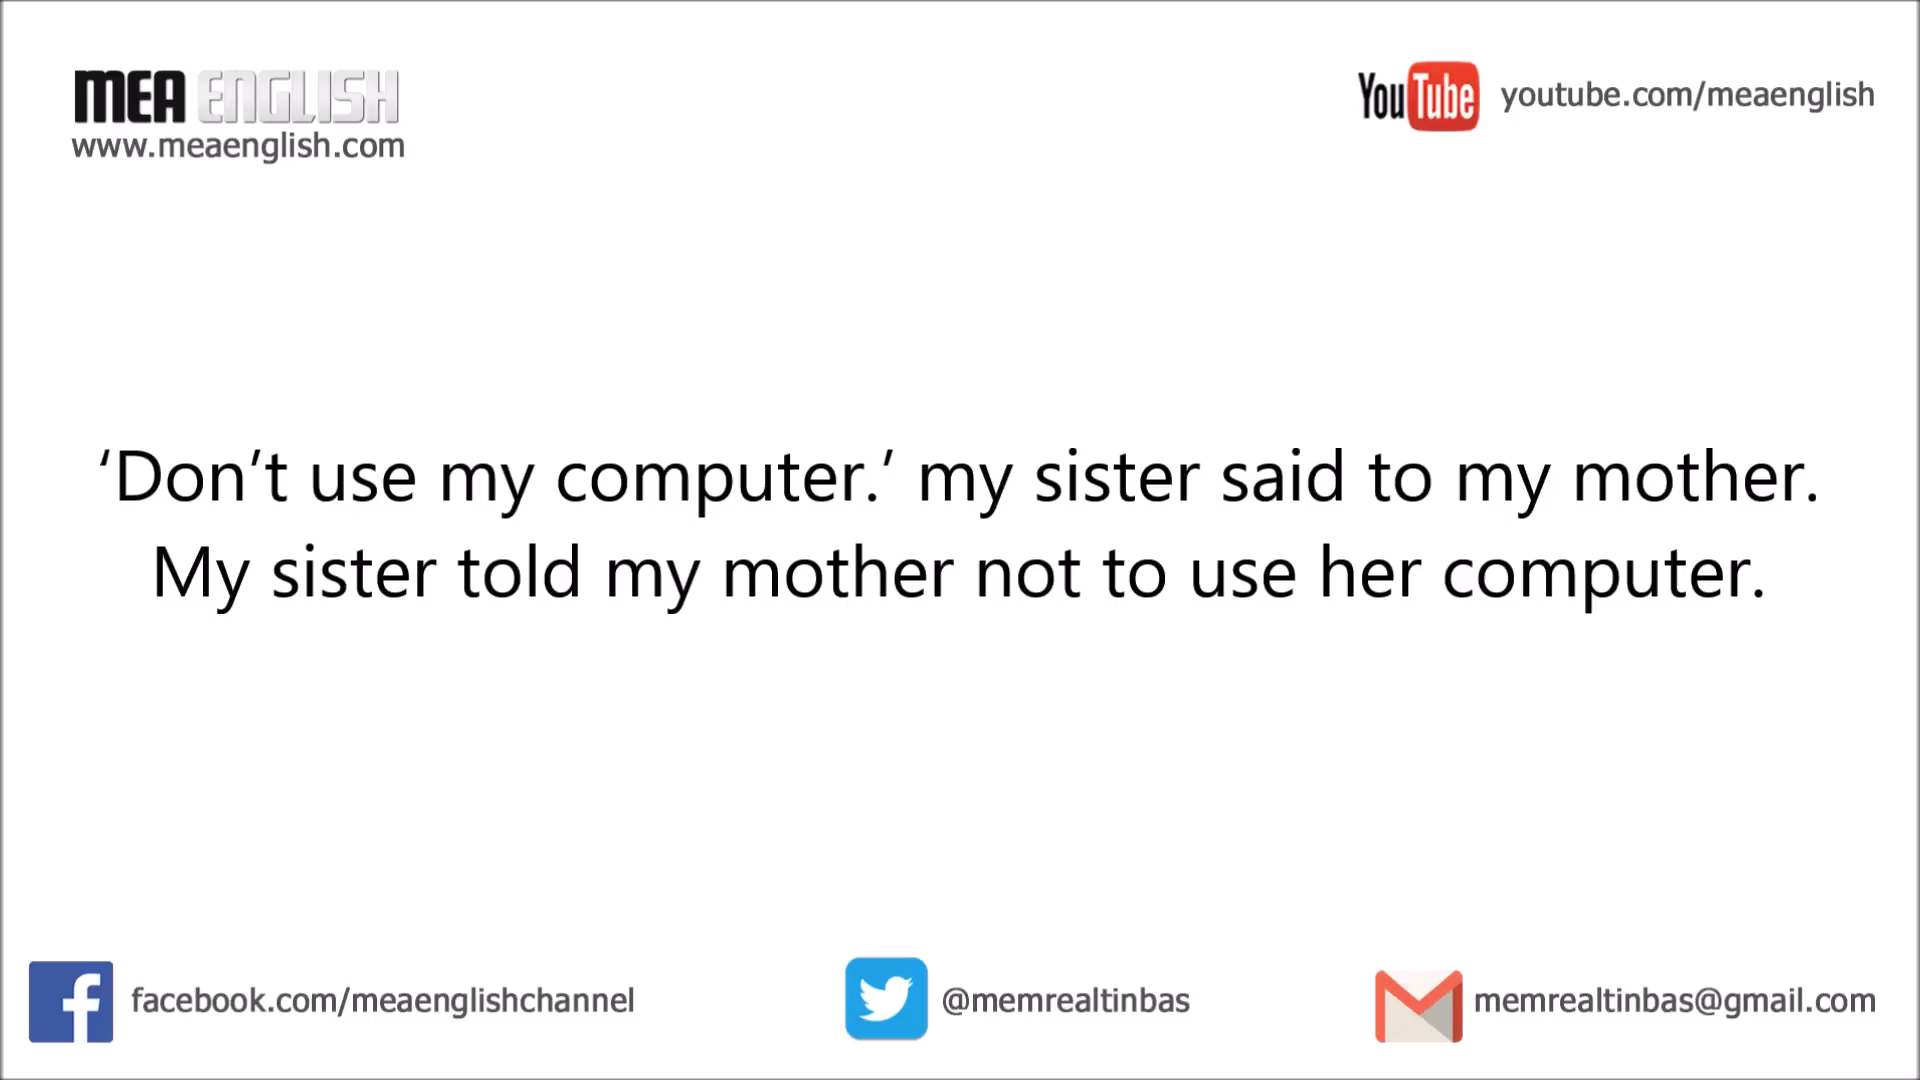 MEA ENGLISH
www.meaenglish.com
YouTube youtube.com/meaenglish
‘Don’t use my computer.’ my sister said to my mother.
My sister told my mother not to use her computer.
facebook.com/meaenglishchannel
@memrealtinbas
memrealtinbas@gmail.com